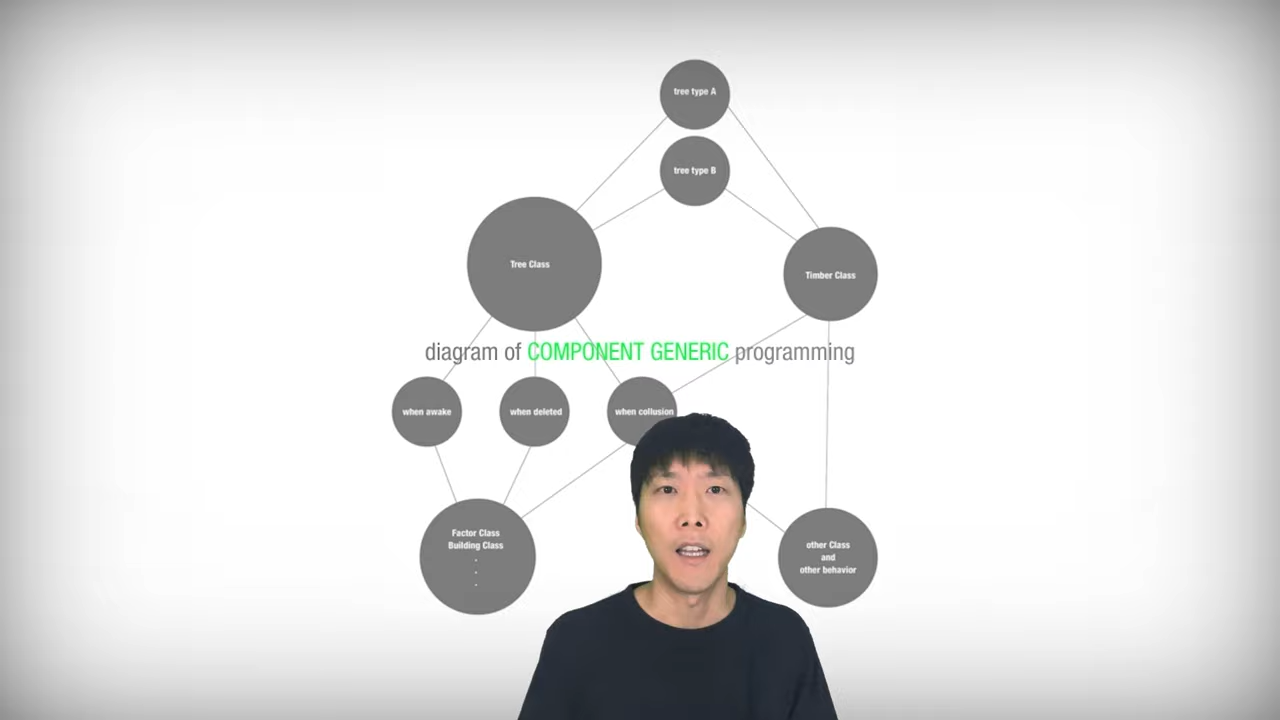 tree type A
tree type B
Tree Class
Timber Class
diagram of COMPONENT GENERIC programming
when awake
when deleted
when collusion
Factor Class
Building Class
.
.
.
other Class
and
other behavior